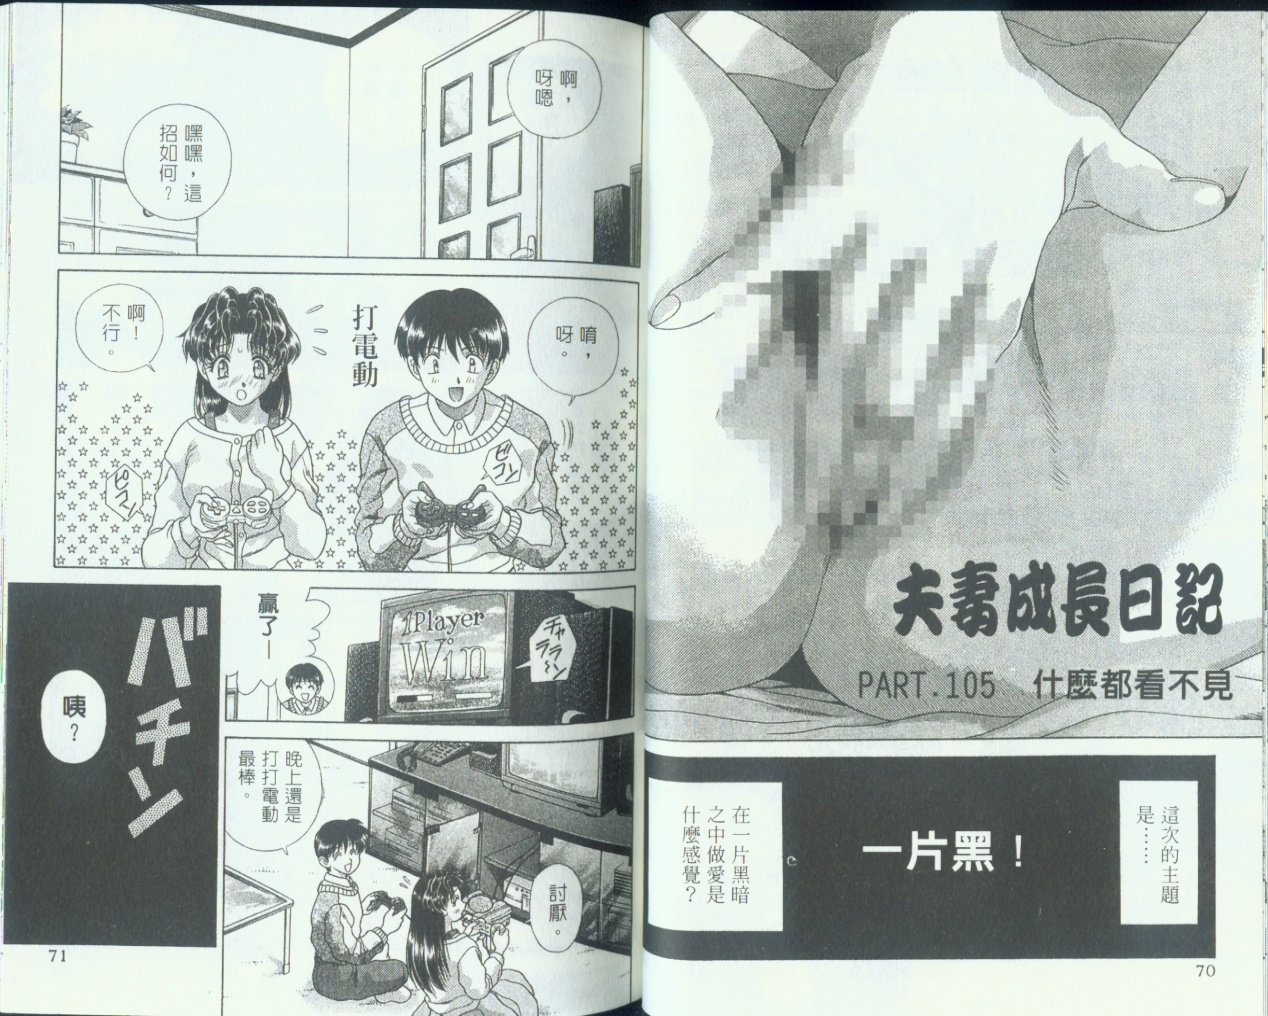 夫妻成長日記
PART.105　什麼都看不見
這次的主題
是……
一片黑！
在一片黑暗
之中做愛是
什麼感覺？
70
啊，
呀嗯
嘿嘿，這
招如何？
唷，
呀。
ピコン
打電動
啊！
不行。
ピコン
チャララ〜ン
1Player
Win
贏了ー
晚上還是
打打電動
最棒。
討厭。
バチン
咦？
71